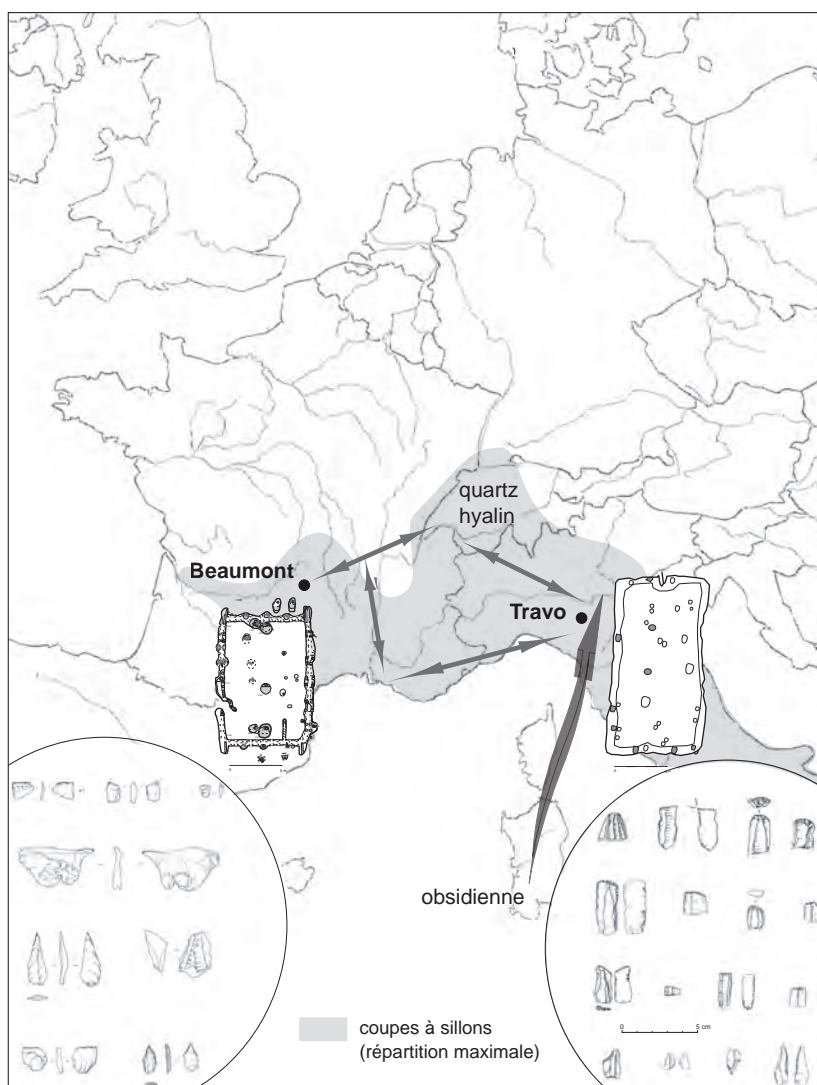 quartz
hyalin
Beaumont
Travo
obsidienne
0 5 cm
coupes à sillons
(répartition maximale)